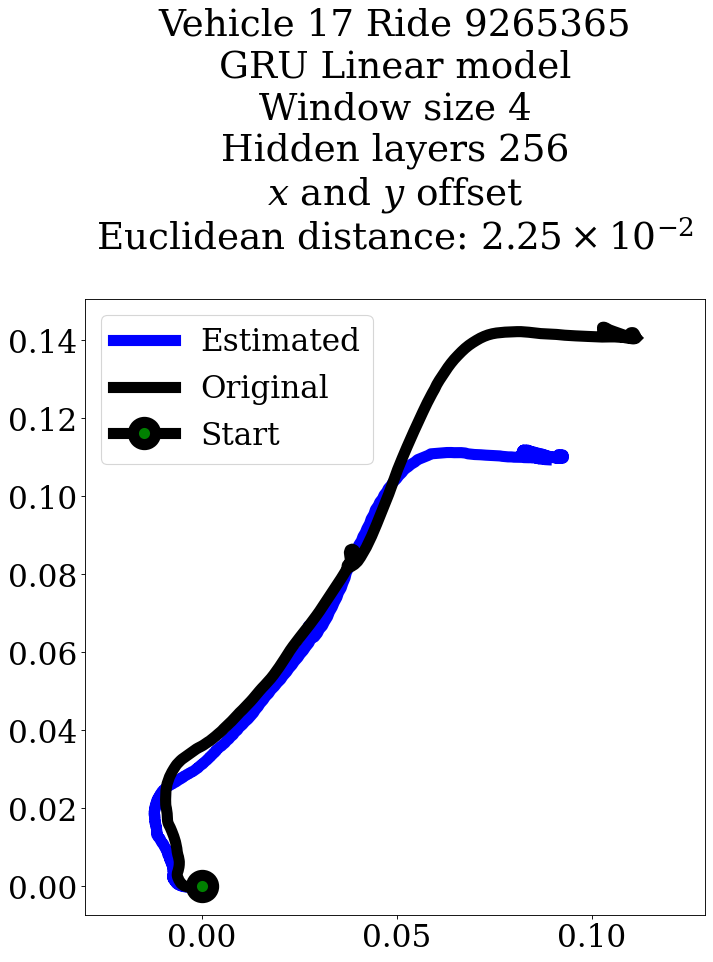 Vehicle 17 Ride 9265365
GRU Linear model
Window size 4
Hidden layers 256
x and y offset
Euclidean distance: 2.25 × 10⁻²
Estimated
Original
Start
0.14
0.12
0.10
0.08
0.06
0.04
0.02
0.00
0.00 0.05 0.10